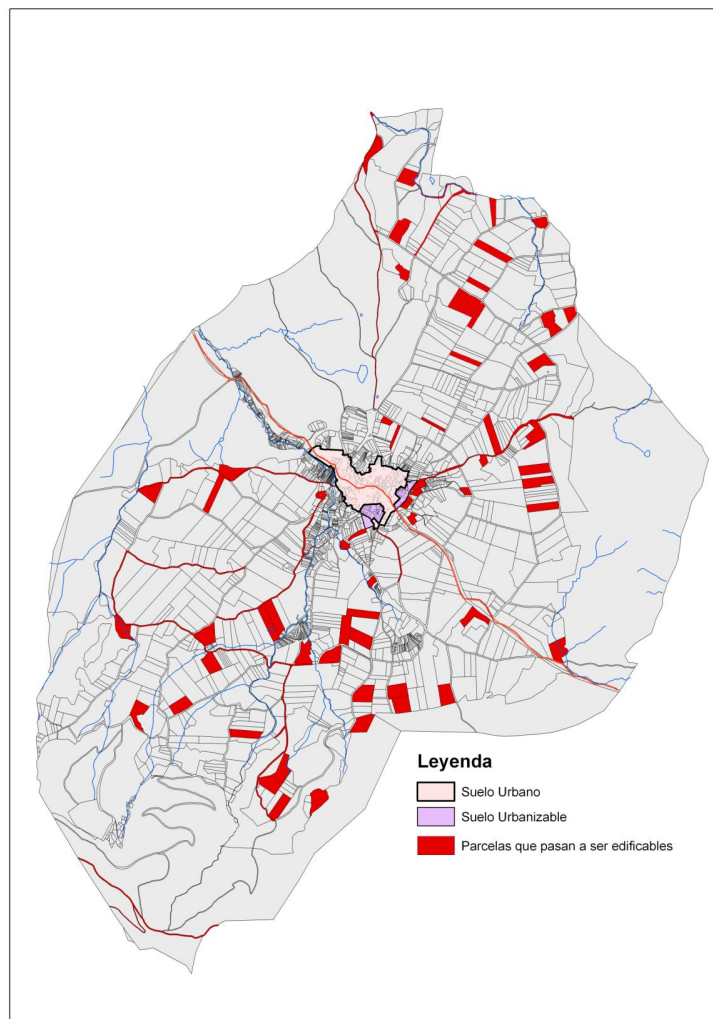 Leyenda
Suelo Urbano
Suelo Urbanizable
Parcelas que pasan a ser edificables